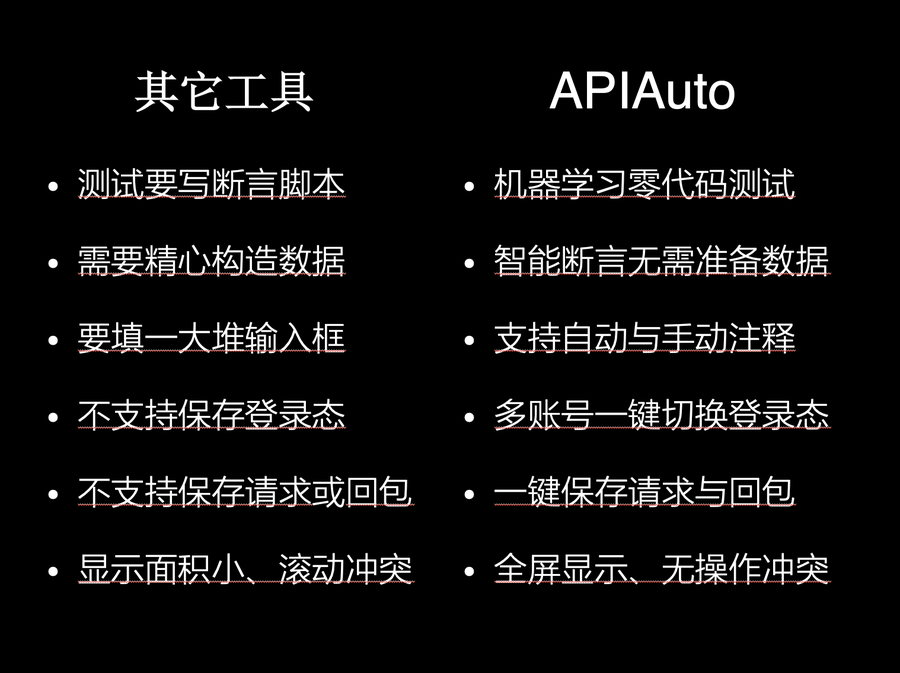 其它工具
• 测试要写断言脚本
• 需要精心构造数据
• 要填一大堆输入框
• 不支持保存登录态
• 不支持保存请求或回包
• 显示面积小、滚动冲突
APIAuto
• 机器学习零代码测试
• 智能断言无需准备数据
• 支持自动与手动注释
• 多账号一键切换登录态
• 一键保存请求与回包
• 全屏显示、无操作冲突